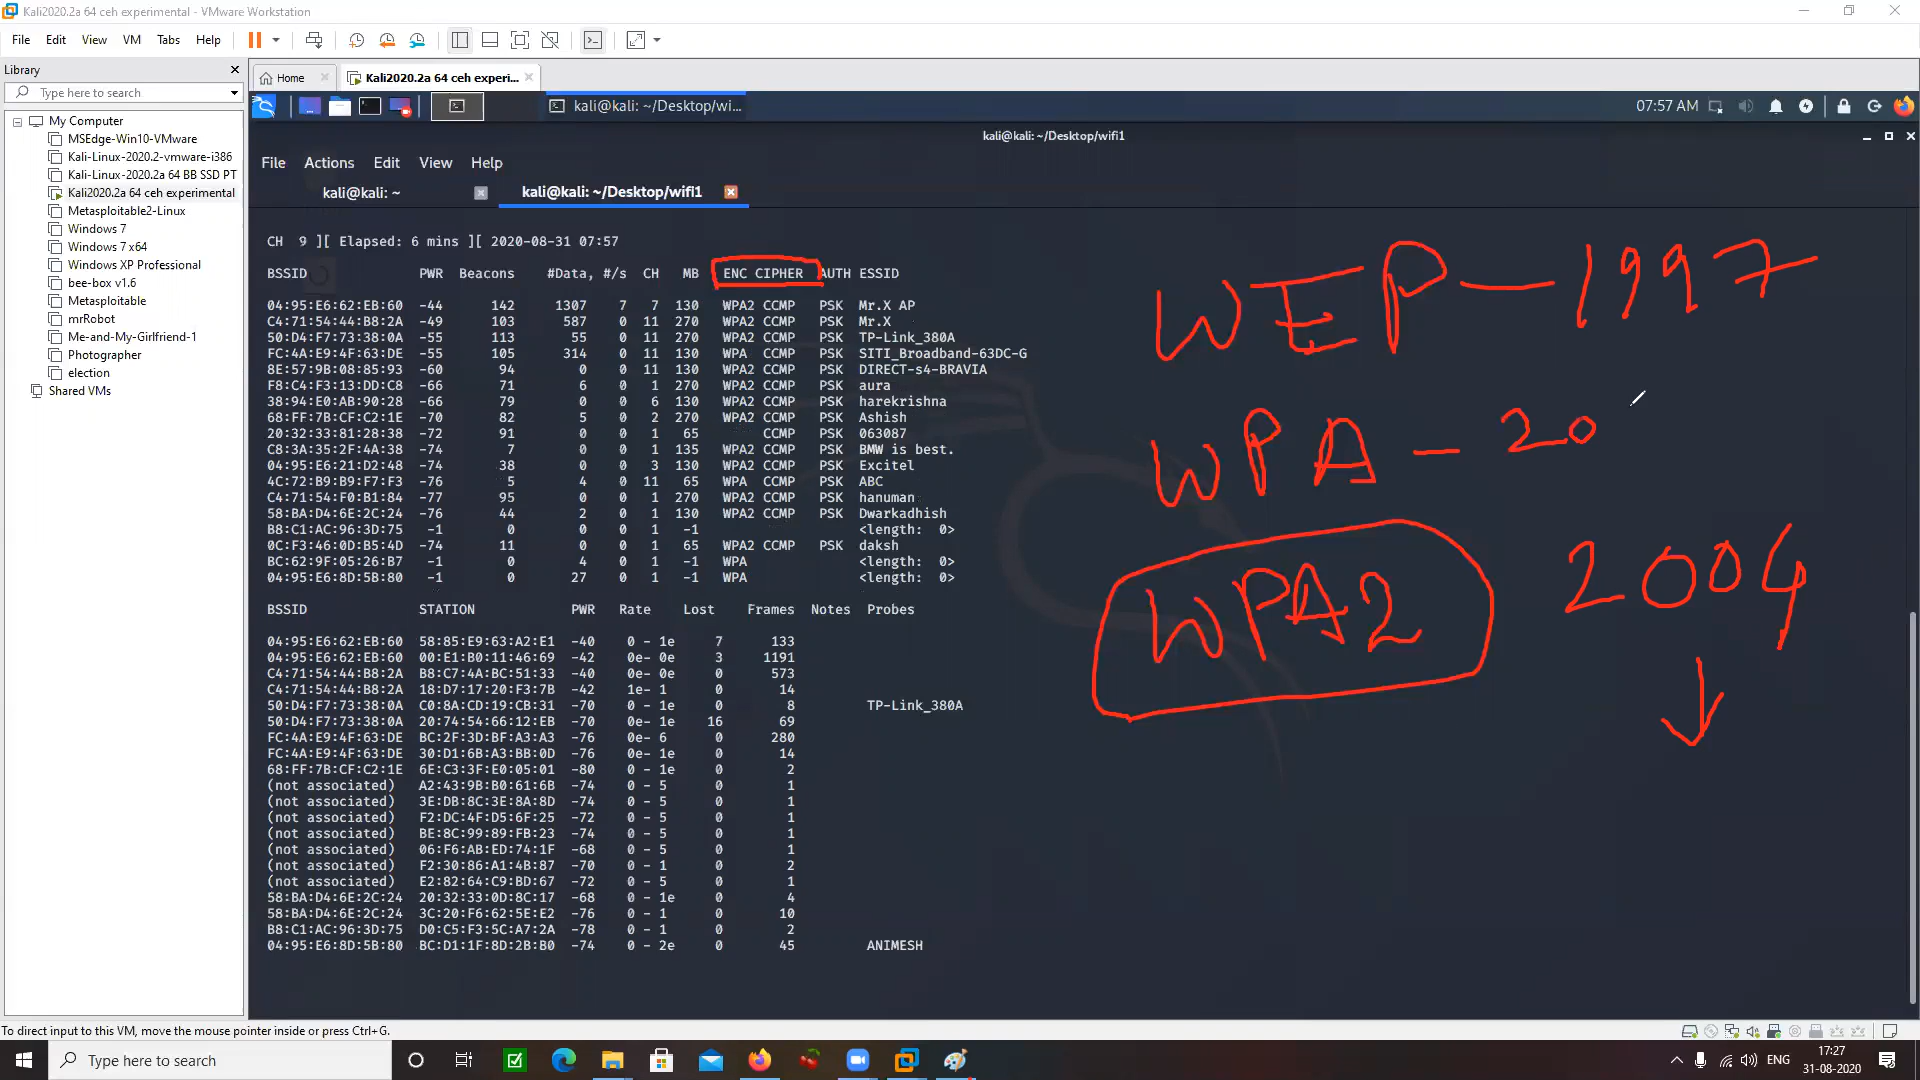 Kali2020.2a 64 ceh experimental - VMware Workstation
File Edit View VM Tabs Help
Library
Type here to search
My Computer
MSEdge-Win10-VMware
Kali-Linux-2020.2-vmware-i386
Kali-Linux-2020.2a 64 BB SSD PT
Kali2020.2a 64 ceh experimental
Metasploitable2-Linux
Windows 7
Windows 7 x64
Windows XP Professional
bee-box v1.6
Metasploitable
mrRobot
Me-and-My-Girlfriend-1
Photographer
election
Shared VMs
Home Kali2020.2a 64 ceh experi...
kali@kali: ~/Desktop/wi... 07:57 AM
kali@kali: ~/Desktop/wifi1
File Actions Edit View Help
kali@kali: ~ kali@kali: ~/Desktop/wifi1
CH 9 ][ Elapsed: 6 mins ][ 2020-08-31 07:57
BSSID PWR Beacons #Data, #/s CH MB ENC CIPHER AUTH ESSID
04:95:E6:62:EB:60 -44 142 1307 7 7 130 WPA2 CCMP PSK Mr.X AP
C4:71:54:44:B8:2A -49 103 587 0 11 270 WPA2 CCMP PSK Mr.X
50:D4:F7:73:38:0A -55 113 55 0 11 270 WPA2 CCMP PSK TP-Link_380A
FC:4A:E9:4F:63:DE -55 105 314 0 11 130 WPA CCMP PSK SITI_Broadband-63DC-G
8E:57:9B:08:85:93 -60 94 0 0 11 130 WPA2 CCMP PSK DIRECT-s4-BRAVIA
F8:C4:F3:13:DD:C8 -66 71 6 0 1 270 WPA2 CCMP PSK aura
38:94:E0:AB:90:28 -66 79 0 0 6 130 WPA2 CCMP PSK harekrishna
68:FF:7B:CF:C2:1E -70 82 5 0 2 270 WPA2 CCMP PSK Ashish
20:32:33:81:28:38 -72 91 0 0 1 65 CCMP PSK 063087
C8:3A:35:2F:4A:38 -74 7 0 0 1 135 WPA2 CCMP PSK BMW is best.
04:95:E6:21:D2:48 -74 38 0 0 3 130 WPA2 CCMP PSK Excitel
4C:72:B9:B9:F7:F3 -76 5 4 0 11 65 WPA CCMP PSK ABC
C4:71:54:F0:B1:84 -77 95 0 0 1 270 WPA2 CCMP PSK hanuman
58:BA:D4:6E:2C:24 -76 44 2 0 1 130 WPA2 CCMP PSK Dwarkadhish
B8:C1:AC:96:3D:75 -1 0 0 0 1 -1 <length: 0>
0C:F3:46:0D:B5:4D -74 11 0 0 1 65 WPA2 CCMP PSK daksh
BC:62:9F:05:26:B7 -1 0 4 0 1 -1 WPA <length: 0>
04:95:E6:8D:5B:80 -1 0 27 0 1 -1 WPA <length: 0>
BSSID STATION PWR Rate Lost Frames Notes Probes
04:95:E6:62:EB:60 58:85:E9:63:A2:E1 -40 0 - 1e 7 133
04:95:E6:62:EB:60 00:E1:B0:11:46:69 -42 0e- 0e 3 1191
C4:71:54:44:B8:2A B8:C7:4A:BC:51:33 -40 0e- 0e 0 573
C4:71:54:44:B8:2A 18:D7:17:20:F3:7B -42 1e- 1 0 14
50:D4:F7:73:38:0A C0:8A:CD:19:CB:31 -70 0 - 1e 0 8 TP-Link_380A
50:D4:F7:73:38:0A 20:74:54:66:12:EB -70 0e- 1e 16 69
FC:4A:E9:4F:63:DE BC:2F:3D:BF:A3:A3 -76 0e- 6 0 280
FC:4A:E9:4F:63:DE 30:D1:6B:A3:BB:0D -76 0e- 1e 0 14
68:FF:7B:CF:C2:1E 6E:C3:3F:E0:05:01 -80 0 - 1e 0 2
(not associated) A2:43:9B:B0:61:6B -74 0 - 5 0 1
(not associated) 3E:DB:8C:3E:8A:8D -74 0 - 5 0 1
(not associated) F2:DC:4F:D5:6F:25 -72 0 - 5 0 1
(not associated) BE:8C:99:89:FB:23 -74 0 - 5 0 1
(not associated) 06:F6:AB:ED:74:1F -68 0 - 5 0 1
(not associated) F2:30:86:A1:4B:87 -70 0 - 1 0 2
(not associated) E2:82:64:C9:BD:67 -72 0 - 5 0 1
58:BA:D4:6E:2C:24 20:32:33:0D:8C:17 -68 0 - 1e 0 4
58:BA:D4:6E:2C:24 3C:20:F6:62:5E:E2 -76 0 - 1 0 10
B8:C1:AC:96:3D:75 D0:C5:F3:5C:A7:2A -78 0 - 1 0 2
04:95:E6:8D:5B:80 BC:D1:1F:8D:2B:B0 -74 0 - 2e 0 45 ANIMESH
WEP - 1997
WPA - 20
WPA2 2004
To direct input to this VM, move the mouse pointer inside or press Ctrl+G.
Type here to search
ENG 17:27
31-08-2020